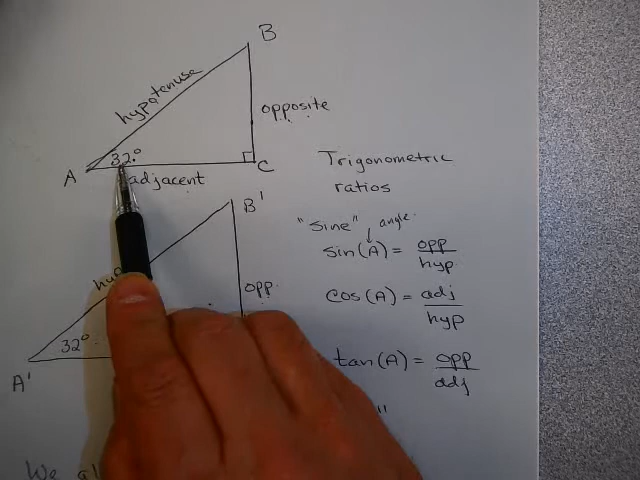 B
hypotenuse
opposite
32°
A
C
adjacent
Trigonometric
ratios
B'
"Sine" angle
sin(A) = opp
hyp
opp.
cos(A) = adj
hyp
32°
A'
tan(A) = opp
adj
"
We